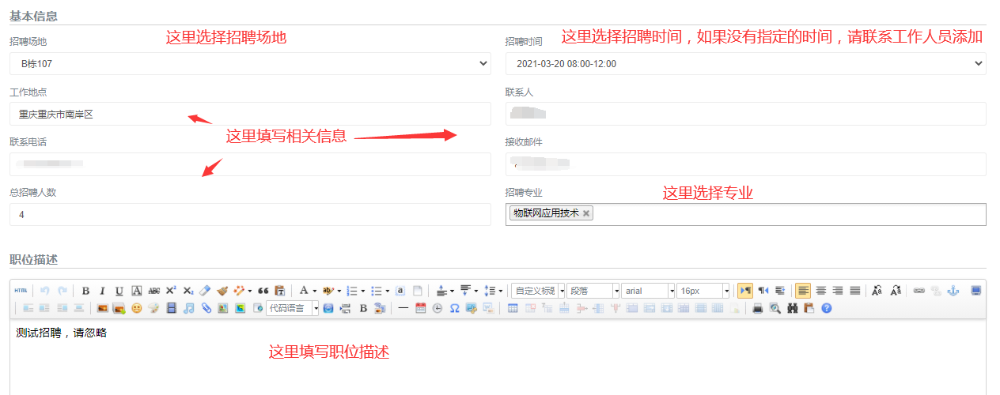 基本信息
招聘场地
这里选择招聘场地
招聘时间
这里选择招聘时间，如果没有指定的时间，请联系工作人员添加
B栋107
2021-03-20 08:00-12:00
工作地点
联系人
重庆重庆市南岸区
这里填写相关信息
联系电话
接收邮件
总招聘人数
招聘专业
这里选择专业
4
物联网应用技术
职位描述
HTML B I U A ABC X² X₂ A ab a 自定义标题 段落 arial 16px
代码语言 B Ω
测试招聘，请忽略
这里填写职位描述